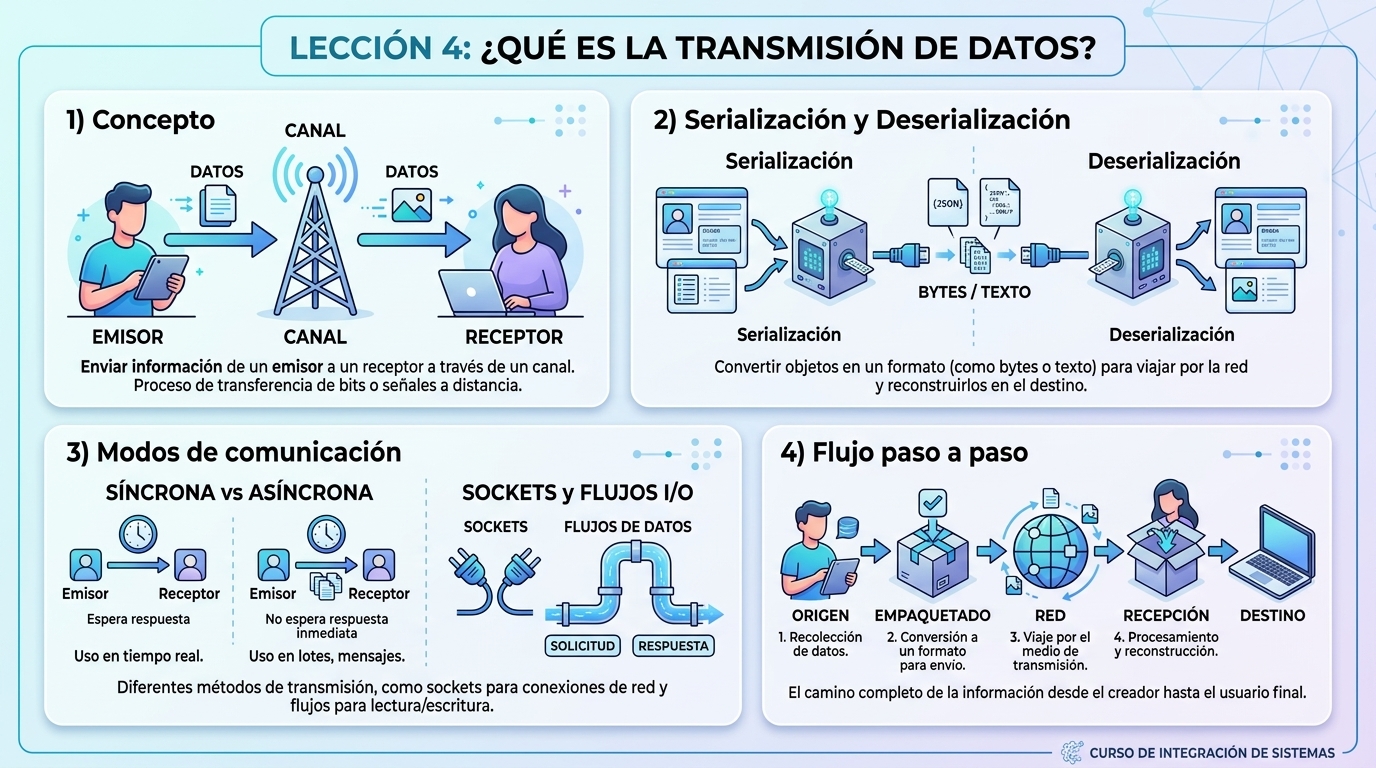 LECCIÓN 4: ¿QUÉ ES LA TRANSMISIÓN DE DATOS?
1) Concepto
CANAL
DATOS
DATOS
EMISOR
CANAL
RECEPTOR
Enviar información de un emisor a un receptor a través de un canal.
Proceso de transferencia de bits o señales a distancia.
2) Serialización y Deserialización
Serialización
Deserialización
{2SON}
BYTES / TEXTO
Serialización
Deserialización
Convertir objetos en un formato (como bytes o texto) para viajar por la red
y reconstruirlos en el destino.
3) Modos de comunicación
SÍNCRONA vs ASÍNCRONA
Emisor
Receptor
Espera respuesta
Uso en tiempo real.
Emisor
Receptor
No espera respuesta
inmediata
Uso en lotes, mensajes.
SOCKETS y FLUJOS I/O
SOCKETS
FLUJOS DE DATOS
SOLICITUD
RESPUESTA
Diferentes métodos de transmisión, como sockets para conexiones de red y
flujos para lectura/escritura.
4) Flujo paso a paso
ORIGEN
1. Recolección
de datos.
EMPAQUETADO
2. Conversión a
un formato
para envío.
RED
3. Viaje por el
medio de
transmisión.
RECEPCIÓN
4. Procesamiento
y reconstrucción.
DESTINO
El camino completo de la información desde el creador hasta el usuario final.
CURSO DE INTEGRACIÓN DE SISTEMAS